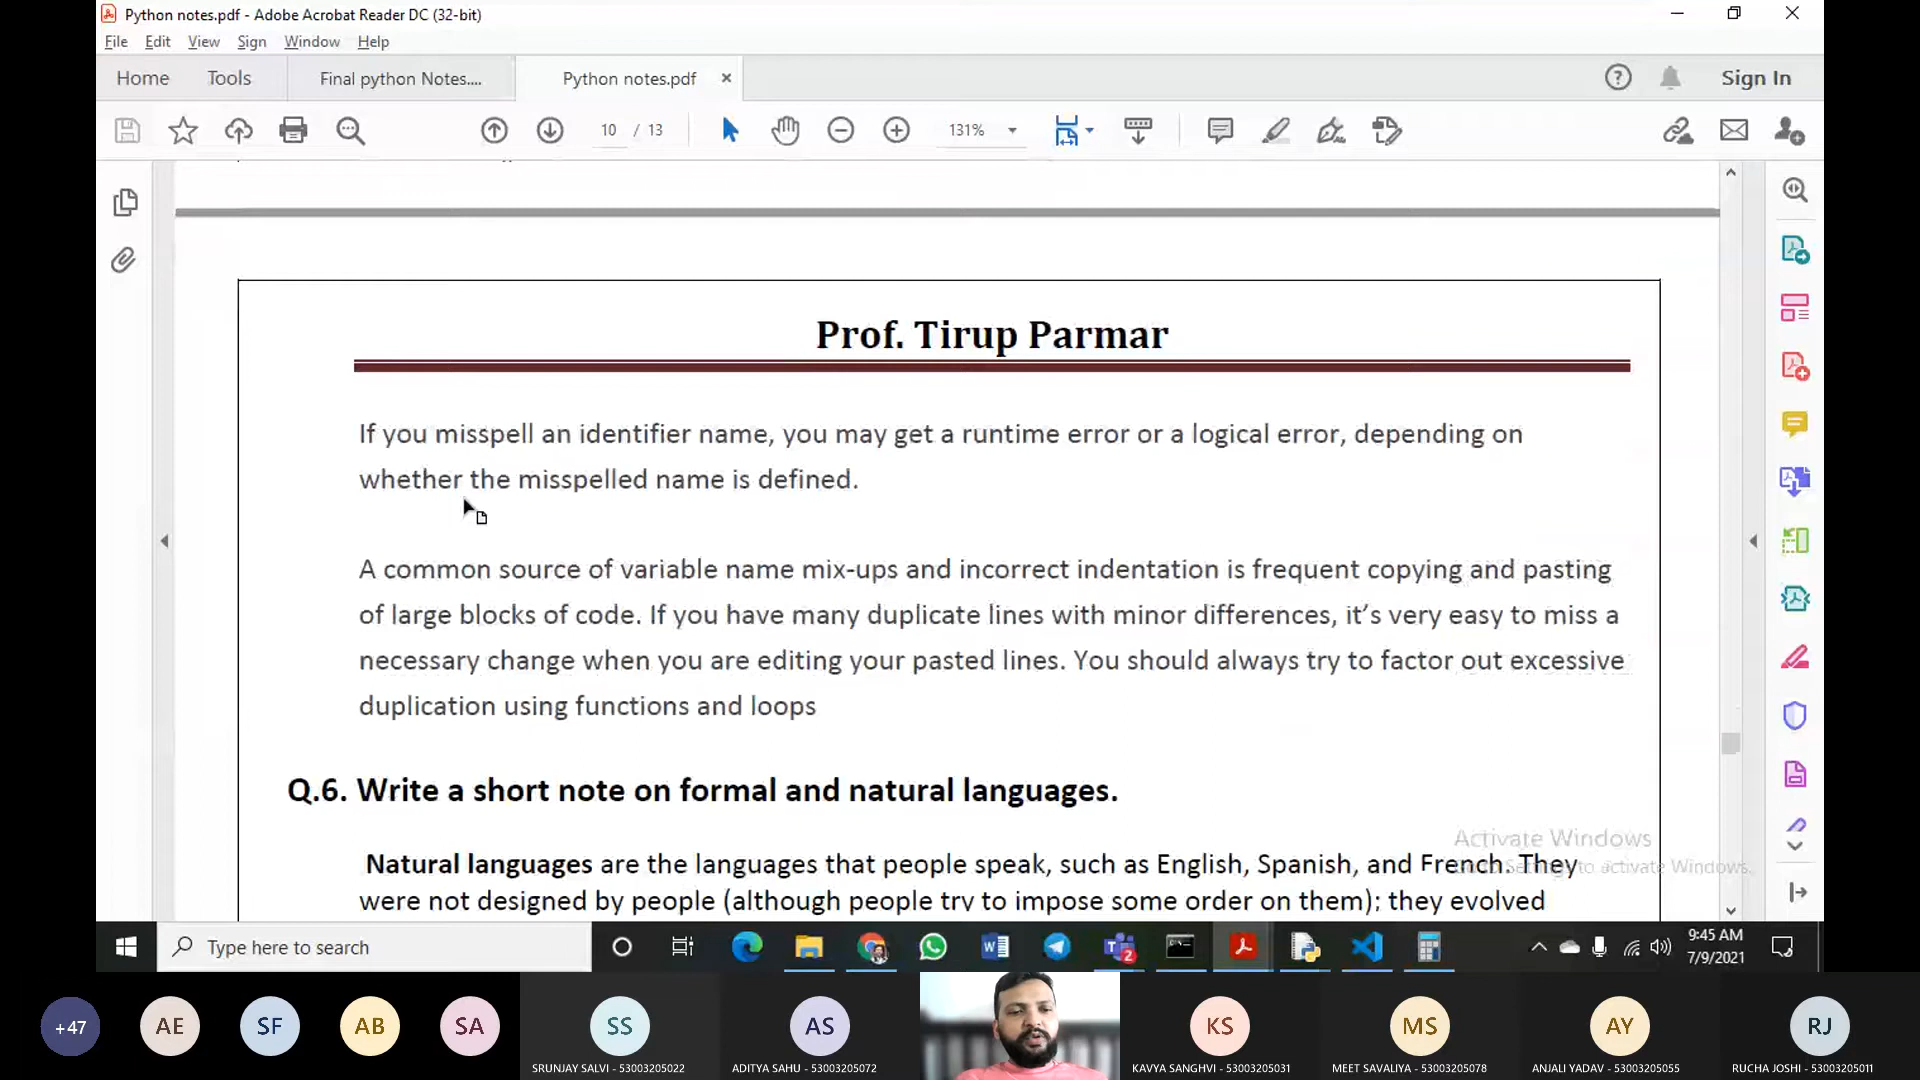 Python notes.pdf - Adobe Acrobat Reader DC (32-bit)
File Edit View Sign Window Help
Home Tools Final python Notes.... Python notes.pdf × Sign In
10 / 13 131%
Prof. Tirup Parmar
If you misspell an identifier name, you may get a runtime error or a logical error, depending on
whether the misspelled name is defined.
A common source of variable name mix-ups and incorrect indentation is frequent copying and pasting
of large blocks of code. If you have many duplicate lines with minor differences, it’s very easy to miss a
necessary change when you are editing your pasted lines. You should always try to factor out excessive
duplication using functions and loops
Q.6. Write a short note on formal and natural languages.
Activate Windows
Natural languages are the languages that people speak, such as English, Spanish, and French. They
Go to Settings to activate Windows.
were not designed by people (although people try to impose some order on them); they evolved
Type here to search
2
9:45 AM
7/9/2021
+47 AE SF AB SA SS AS KS MS AY RJ
SRUNJAY SALVI - 53003205022 ADITYA SAHU - 53003205072 KAVYA SANGHVI - 53003205031 MEET SAVALIYA - 53003205078 ANJALI YADAV - 53003205055 RUCHA JOSHI - 53003205011